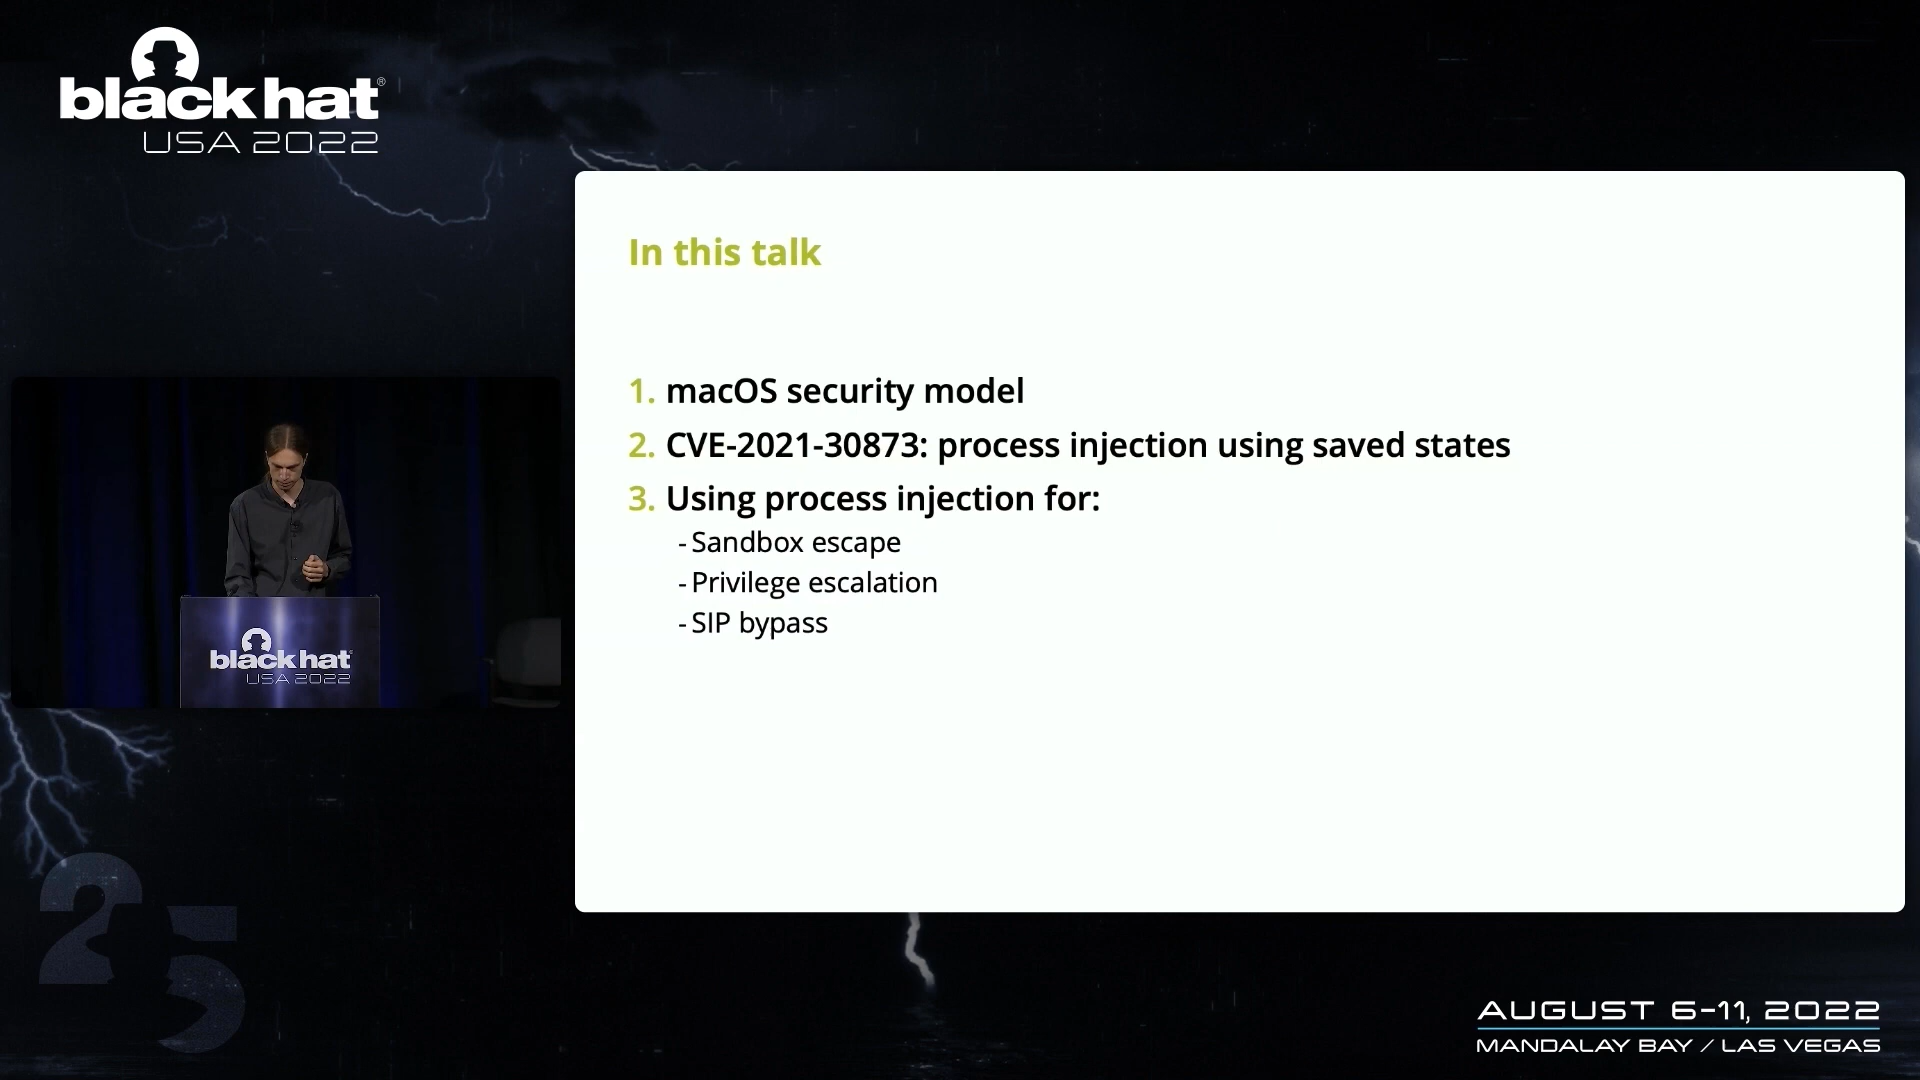 black hat®
USA 2022
In this talk
1. macOS security model
2. CVE-2021-30873: process injection using saved states
3. Using process injection for:
- Sandbox escape
- Privilege escalation
- SIP bypass
black hat
USA 2022
25
AUGUST 6-11, 2022
MANDALAY BAY / LAS VEGAS